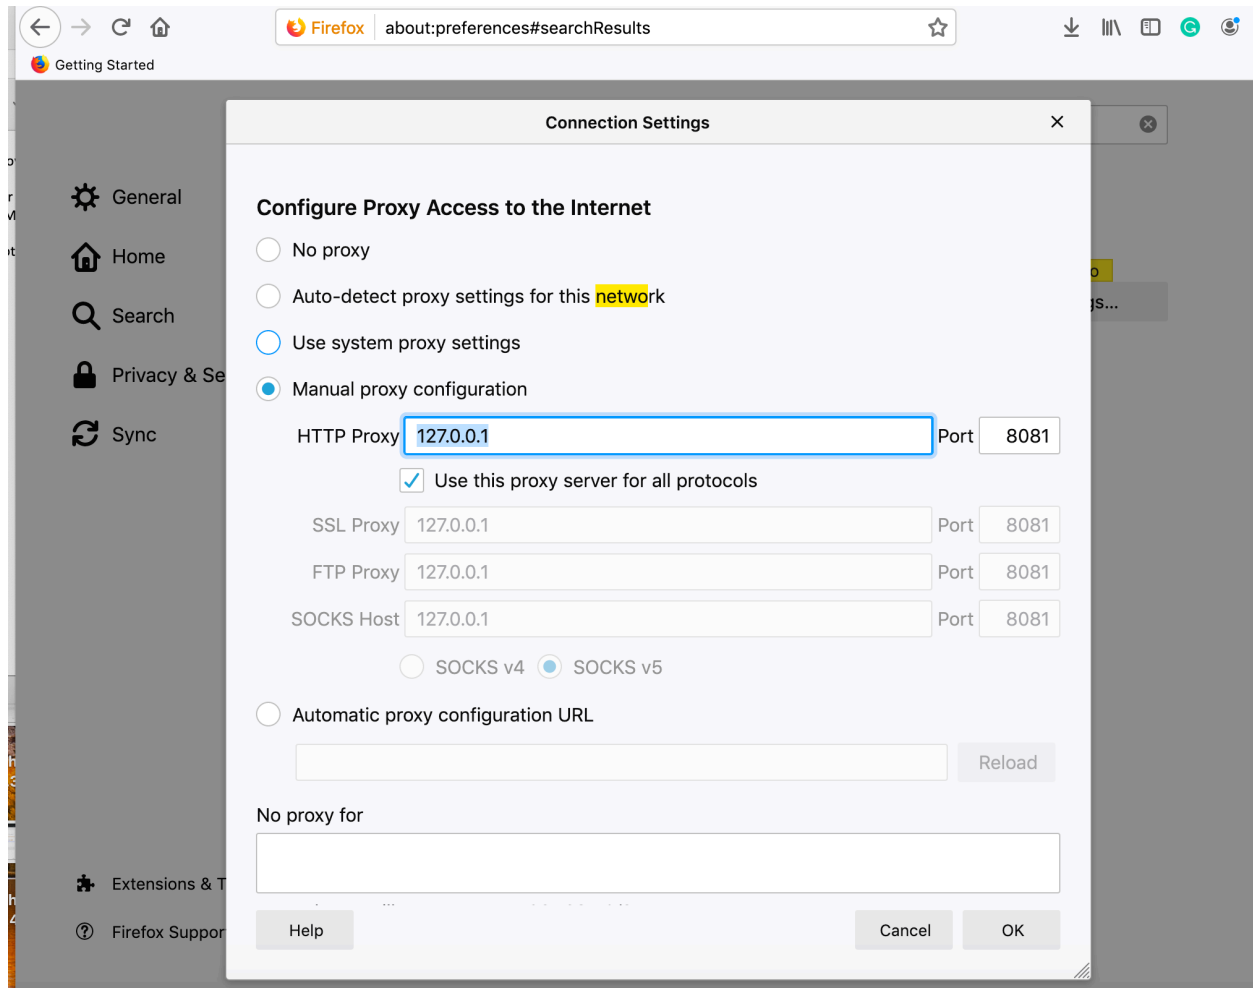 Firefox about:preferences#searchResults
Getting Started
Connection Settings
General
Home
Search
Privacy & Se
Sync
Configure Proxy Access to the Internet
No proxy
Auto-detect proxy settings for this network
Use system proxy settings
Manual proxy configuration
HTTP Proxy 127.0.0.1 Port 8081
Use this proxy server for all protocols
SSL Proxy 127.0.0.1 Port 8081
FTP Proxy 127.0.0.1 Port 8081
SOCKS Host 127.0.0.1 Port 8081
SOCKS v4 SOCKS v5
Automatic proxy configuration URL
Reload
No proxy for
Extensions & T
Firefox Suppor
Help Cancel OK
o
gs...